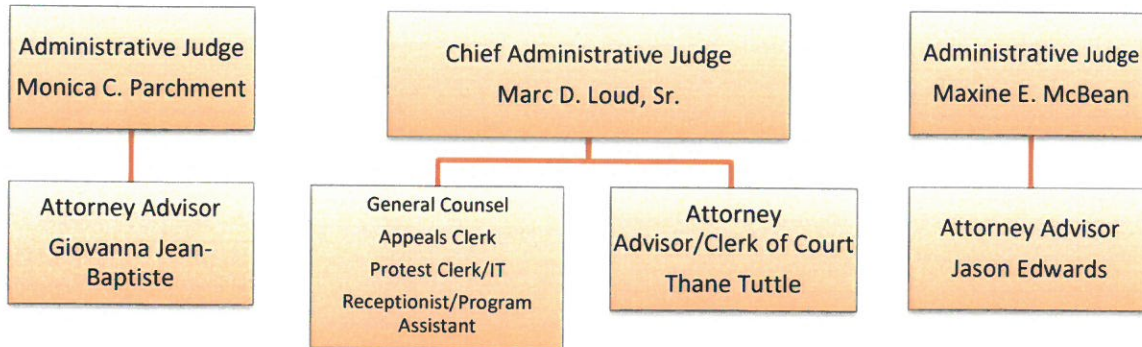 Administrative Judge
Monica C. Parchment
Chief Administrative Judge
Marc D. Loud, Sr.
Administrative Judge
Maxine E. McBean
Attorney Advisor
Giovanna Jean-
Baptiste
General Counsel
Appeals Clerk
Protest Clerk/IT
Receptionist/Program
Assistant
Attorney
Advisor/Clerk of Court
Thane Tuttle
Attorney Advisor
Jason Edwards